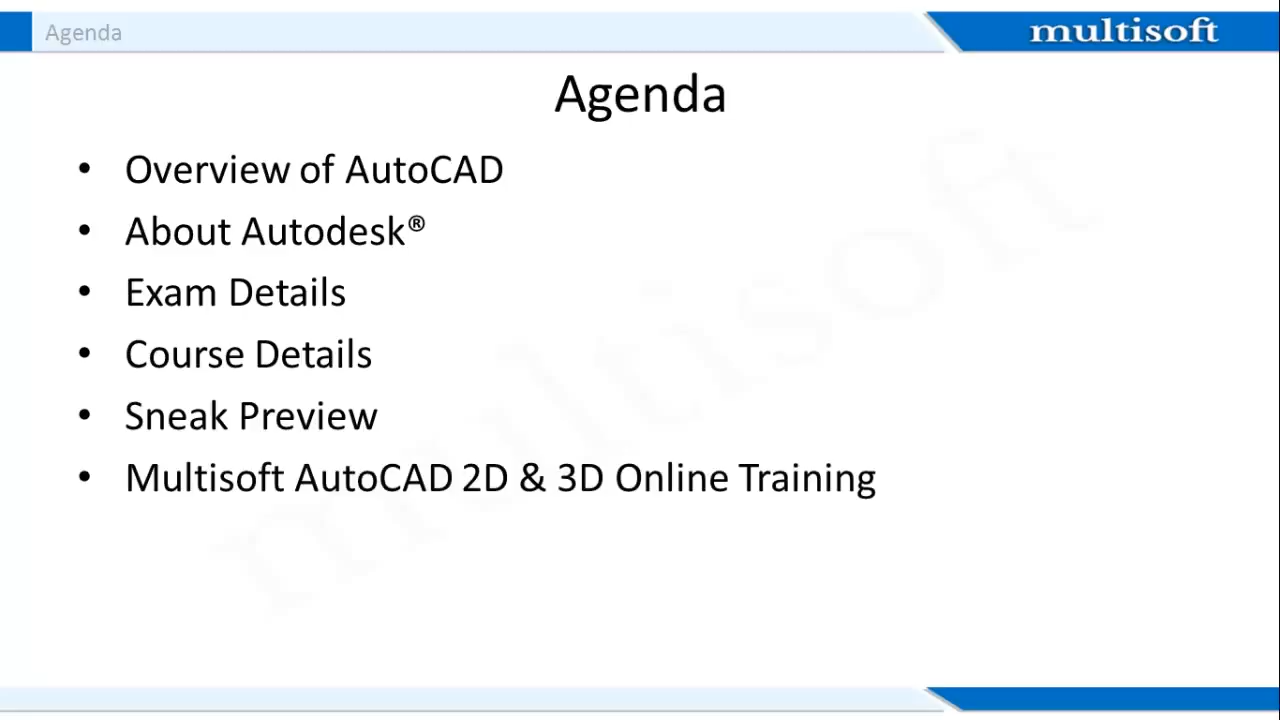 Agenda
multisoft
Agenda
• Overview of AutoCAD
• About Autodesk®
• Exam Details
• Course Details
• Sneak Preview
• Multisoft AutoCAD 2D & 3D Online Training
multisoft